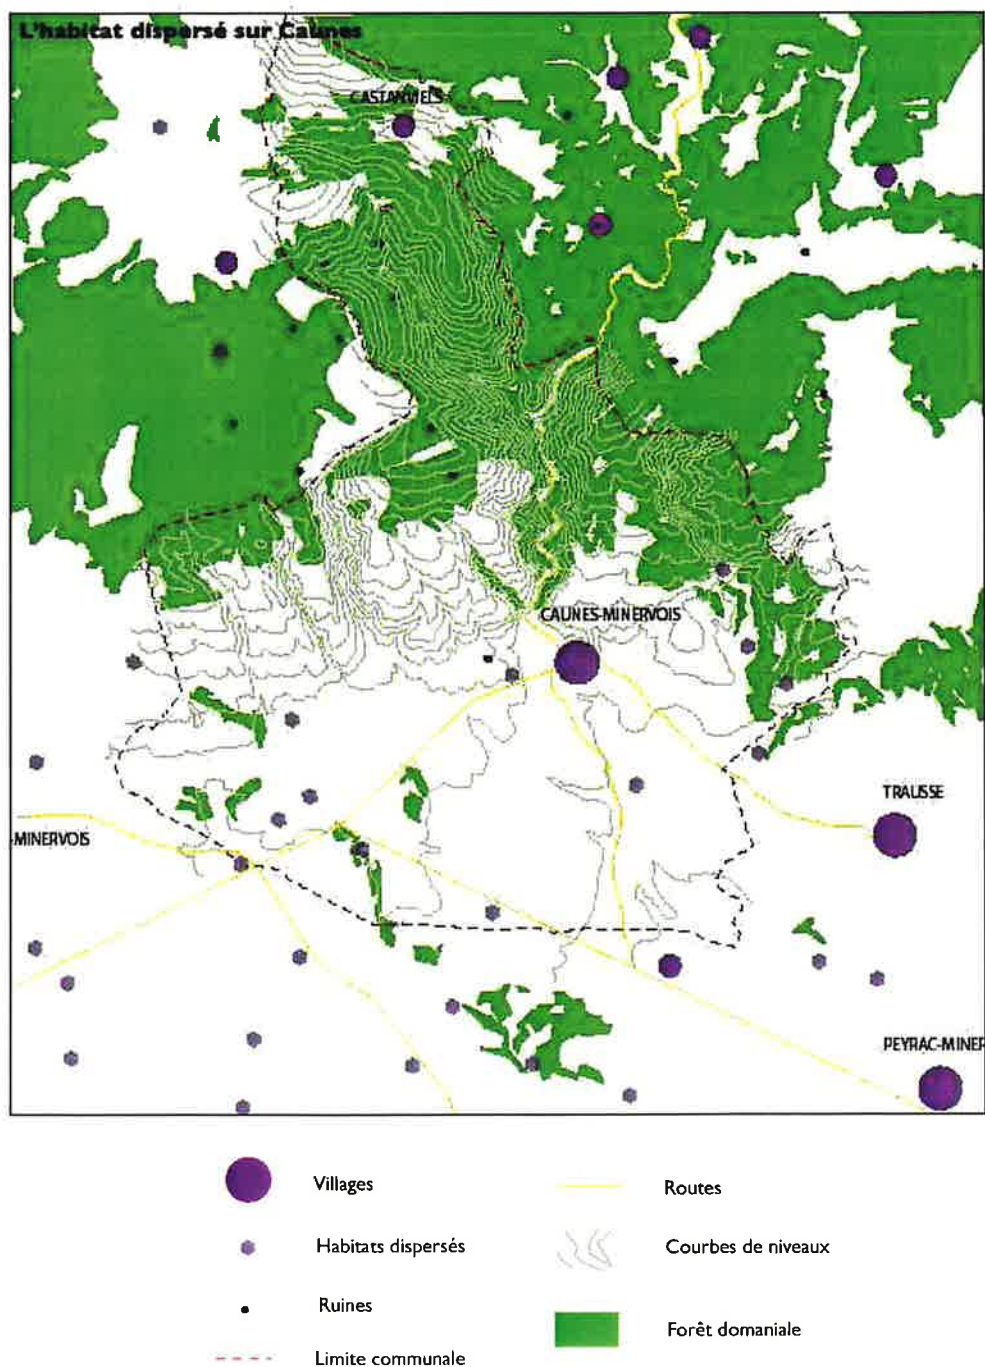 L'habitat dispersé sur Caunes
CASTANVIELS
CAUNES-MINERVOIS
TRAUSSE
-MINERVOIS
PEYRAC-MINER
Villages
Routes
Habitats dispersés
Courbes de niveaux
Ruines
Forêt domaniale
Limite communale